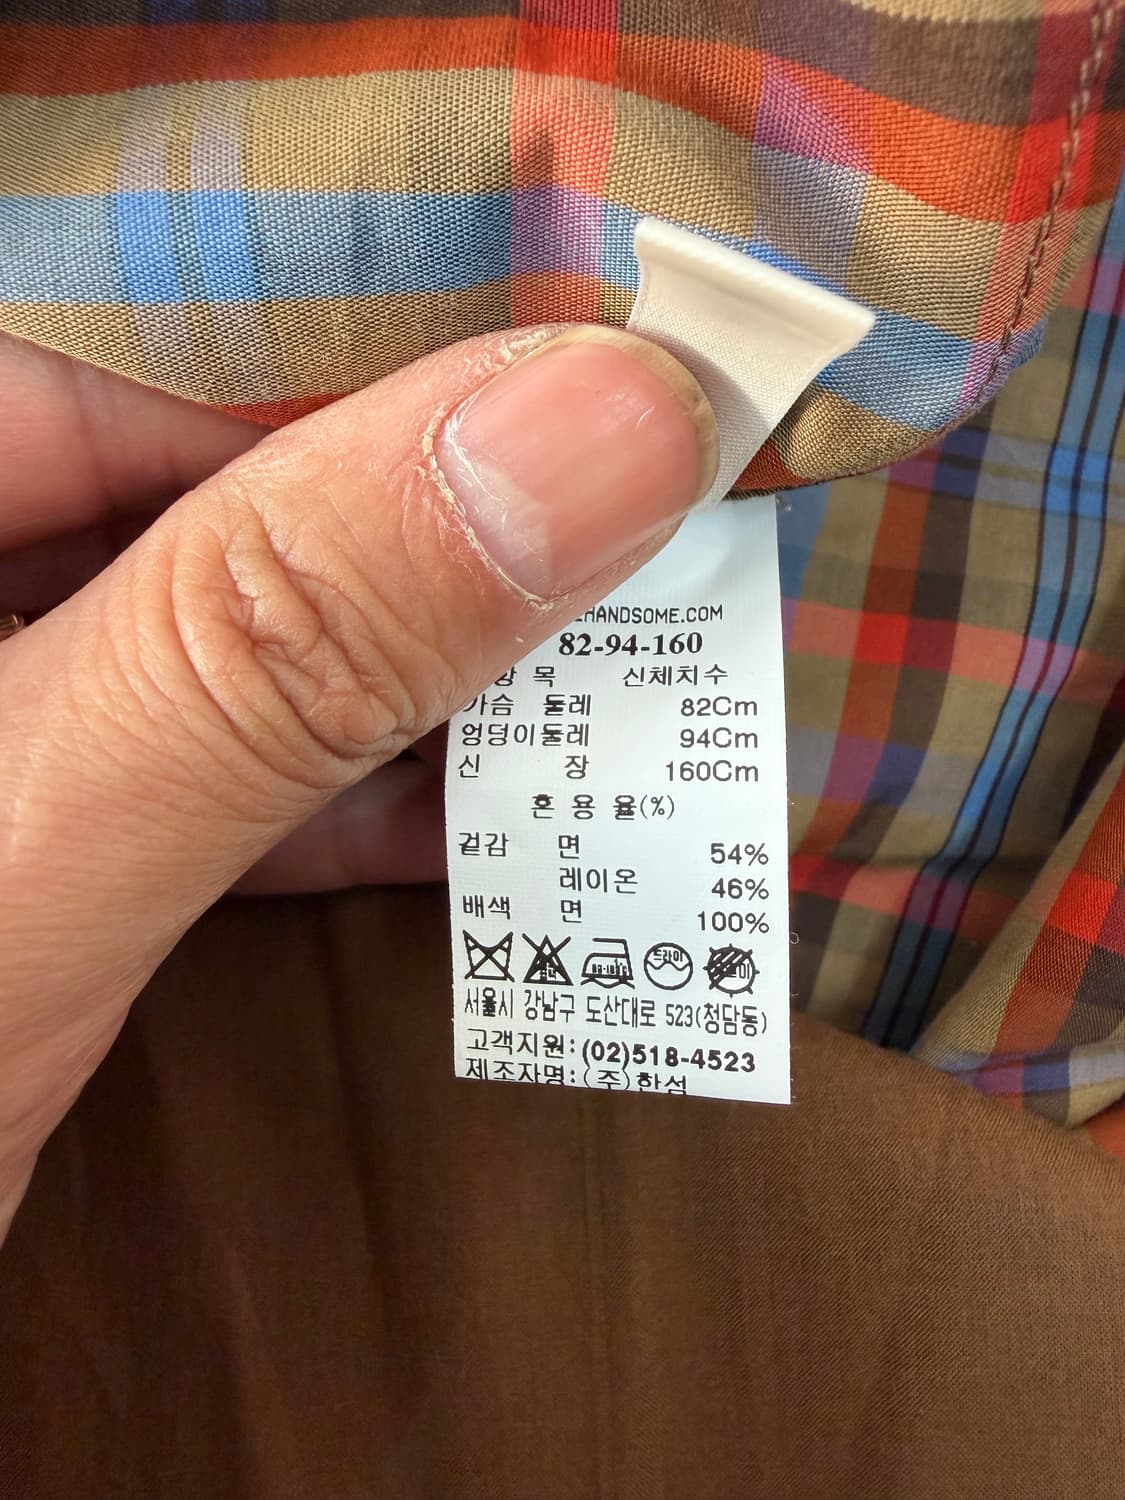 HANDSOME.COM
82-94-160
항 목 신체치수
가슴 둘레 82Cm
엉덩이둘레 94Cm
신 장 160Cm
혼 용 율(%)
겉감 면 54%
레이온 46%
배색 면 100%
드라이
서울시 강남구 도산대로 523(청담동)
고객지원:(02)518-4523
제조자명:(주)한섬